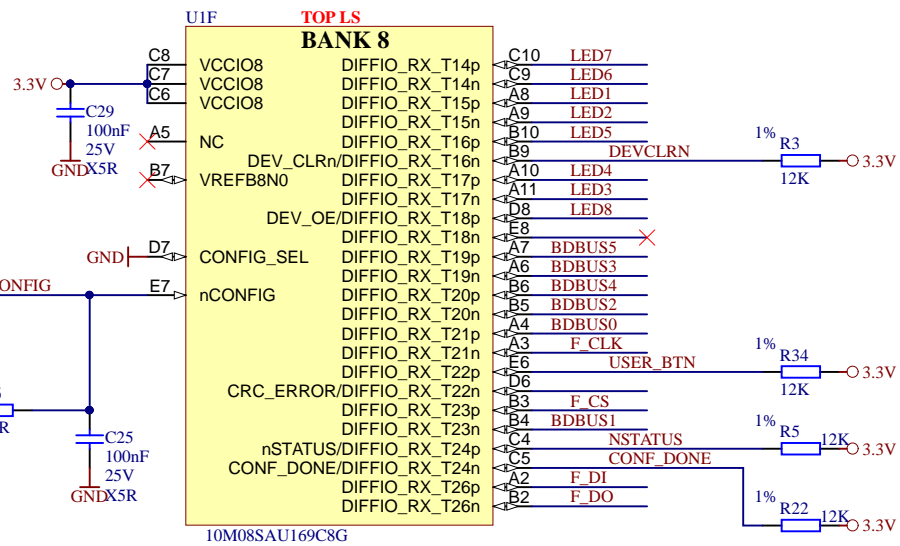 U1F
TOP LS
BANK 8
C8 VCCIO8 DIFFIO_RX_T14p C10 LED7
3.3V C7 VCCIO8 DIFFIO_RX_T14n C9 LED6
C6 VCCIO8 DIFFIO_RX_T15p A8 LED1
C29 DIFFIO_RX_T15n A9 LED2
100nF A5 NC DIFFIO_RX_T16p B10 LED5
25V DEV_CLRn/DIFFIO_RX_T16n B9 DEVCLRN 1% R3 12K 3.3V
GND X5R B7 VREFB8N0 DIFFIO_RX_T17p A10 LED4
DIFFIO_RX_T17n A11 LED3
DEV_OE/DIFFIO_RX_T18p D8 LED8
DIFFIO_RX_T18n E8
GND D7 CONFIG_SEL DIFFIO_RX_T19p A7 BDBUS5
DIFFIO_RX_T19n A6 BDBUS3
ONFIG E7 nCONFIG DIFFIO_RX_T20p B6 BDBUS4
DIFFIO_RX_T20n B5 BDBUS2
DIFFIO_RX_T21p A4 BDBUS0
DIFFIO_RX_T21n A3 F_CLK
DIFFIO_RX_T22p E6 USER_BTN 1% R34 12K 3.3V
CRC_ERROR/DIFFIO_RX_T22n D6
DIFFIO_RX_T23p B3 F_CS
R DIFFIO_RX_T23n B4 BDBUS1
C25 nSTATUS/DIFFIO_RX_T24p C4 NSTATUS 1% R5 12K 3.3V
100nF CONF_DONE/DIFFIO_RX_T24n C5 CONF_DONE
25V DIFFIO_RX_T26p A2 F_DI
GND X5R DIFFIO_RX_T26n B2 F_DO
1% R22 12K 3.3V
10M08SAU169C8G